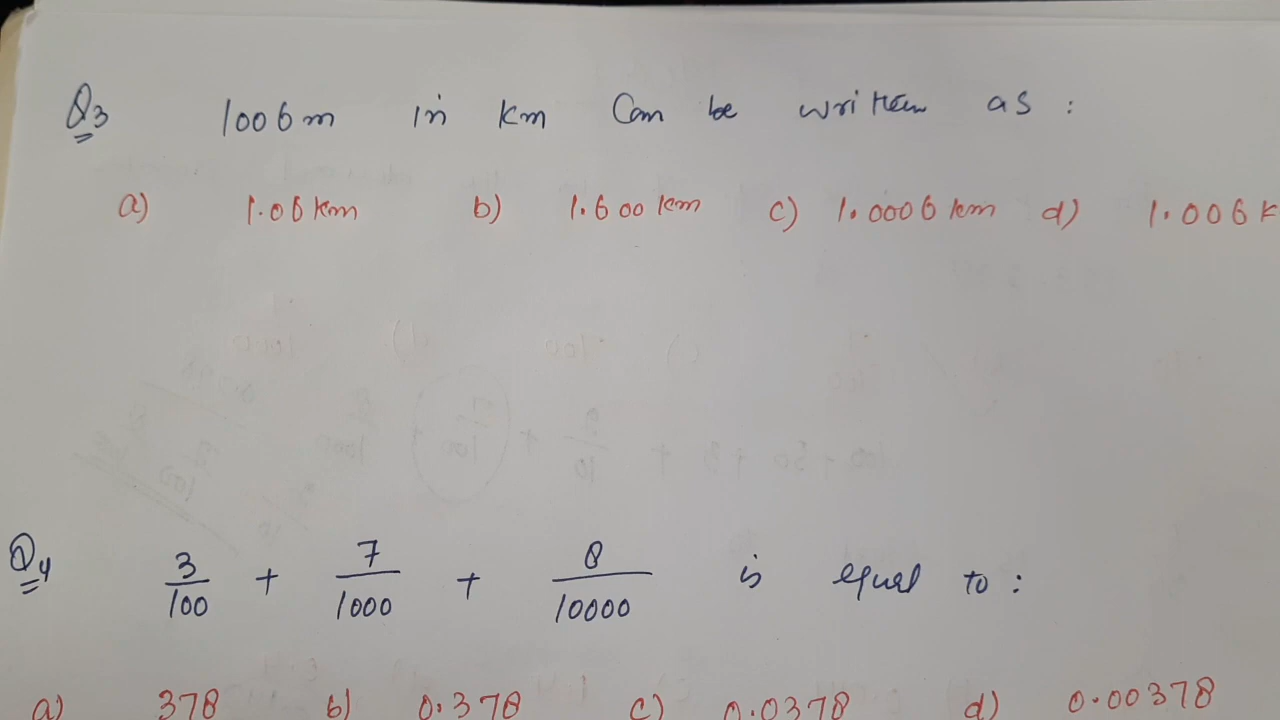 Q3 1006m in km Can be written as :
a) 1.06 km b) 1.600 km c) 1.0006 km d) 1.006 k
Q4 3/100 + 7/1000 + 8/10000 is equal to :
a) 378 b) 0.378 c) 0.0378 d) 0.00378